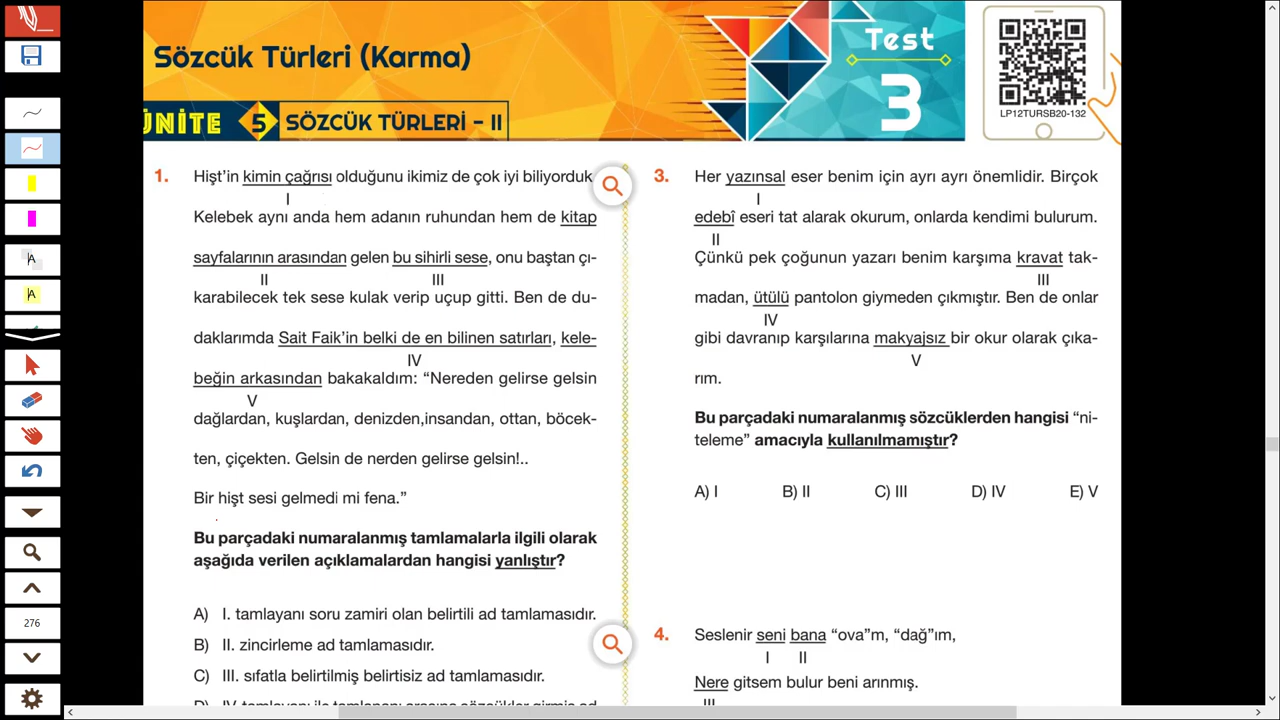 Sözcük Türleri (Karma)
Test
3
ÜNİTE 5 SÖZCÜK TÜRLERİ - II
LP12TURSB20-132
1. Hişt’in kimin çağrısı olduğunu ikimiz de çok iyi biliyorduk.
I
Kelebek aynı anda hem adanın ruhundan hem de kitap
sayfalarının arasından gelen bu sihirli sese, onu baştan çı-
II III
karabilecek tek sese kulak verip uçup gitti. Ben de du-
daklarımda Sait Faik’in belki de en bilinen satırları, kele-
IV
beğin arkasından bakakaldım: “Nereden gelirse gelsin
V
dağlardan, kuşlardan, denizden,insandan, ottan, böcek-
ten, çiçekten. Gelsin de nerden gelirse gelsin!..
Bir hişt sesi gelmedi mi fena.”
Bu parçadaki numaralanmış tamlamalarla ilgili olarak
aşağıda verilen açıklamalardan hangisi yanlıştır?
A) I. tamlayanı soru zamiri olan belirtili ad tamlamasıdır.
B) II. zincirleme ad tamlamasıdır.
C) III. sıfatla belirtilmiş belirtisiz ad tamlamasıdır.
D) IV. tamlayanı ile tamlananı arasına sözcükler girmiş ad
3. Her yazınsal eser benim için ayrı ayrı önemlidir. Birçok
I
edebî eseri tat alarak okurum, onlarda kendimi bulurum.
II
Çünkü pek çoğunun yazarı benim karşıma kravat tak-
III
madan, ütülü pantolon giymeden çıkmıştır. Ben de onlar
IV
gibi davranıp karşılarına makyajsız bir okur olarak çıka-
V
rım.
Bu parçadaki numaralanmış sözcüklerden hangisi “ni-
teleme” amacıyla kullanılmamıştır?
A) I B) II C) III D) IV E) V
4. Seslenir seni bana “ova”m, “dağ”ım,
I II
Nere gitsem bulur beni arınmış.
III
A
A
276